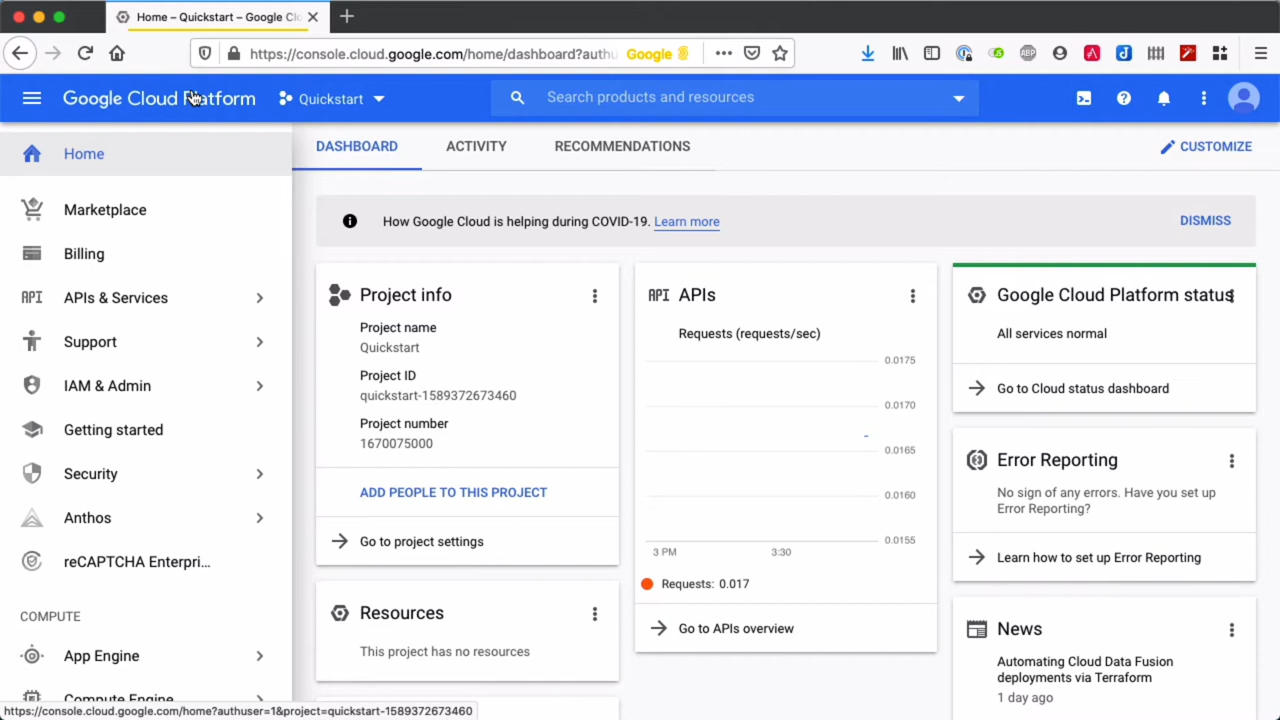 Home – Quickstart – Google Clo
https://console.cloud.google.com/home/dashboard?authu
Google
ABP
Google Cloud Platform
Quickstart
Search products and resources
Home
Marketplace
Billing
API
APIs & Services
Support
IAM & Admin
Getting started
Security
Anthos
reCAPTCHA Enterpri...
COMPUTE
App Engine
Compute Engine
DASHBOARD
ACTIVITY
RECOMMENDATIONS
CUSTOMIZE
How Google Cloud is helping during COVID-19. Learn more
DISMISS
Project info
Project name
Quickstart
Project ID
quickstart-1589372673460
Project number
1670075000
ADD PEOPLE TO THIS PROJECT
Go to project settings
Resources
This project has no resources
API APIs
Requests (requests/sec)
0.0175
0.0170
0.0165
0.0160
0.0155
3 PM
3:30
Requests: 0.017
Go to APIs overview
Google Cloud Platform status
All services normal
Go to Cloud status dashboard
Error Reporting
No sign of any errors. Have you set up
Error Reporting?
Learn how to set up Error Reporting
News
Automating Cloud Data Fusion
deployments via Terraform
1 day ago
https://console.cloud.google.com/home?authuser=1&project=quickstart-1589372673460